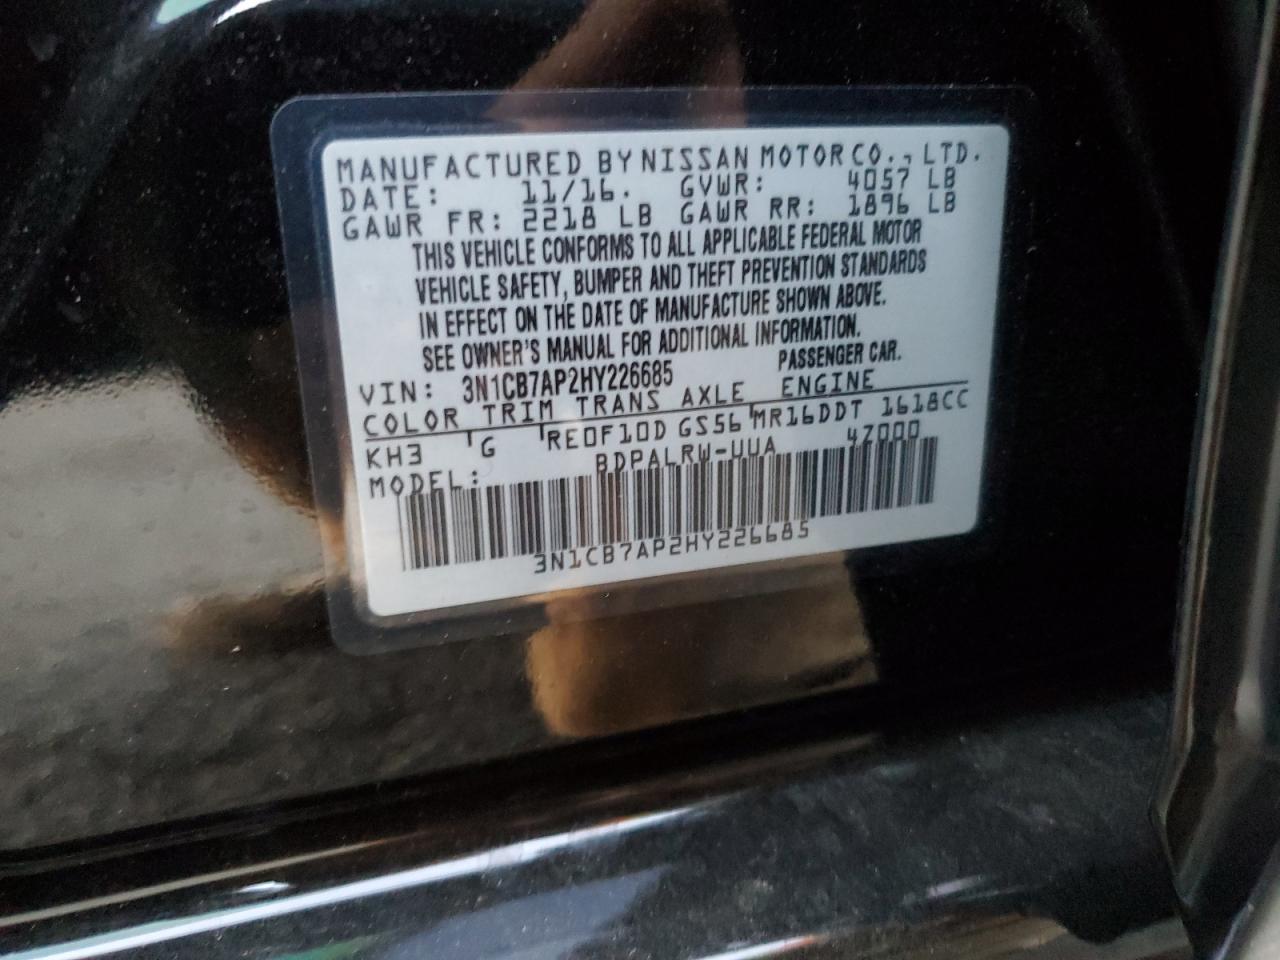 MANUFACTURED BY NISSAN MOTOR CO., LTD.
DATE: 11/16. GVWR: 4057 LB
GAWR FR: 2218 LB GAWR RR: 1896 LB
THIS VEHICLE CONFORMS TO ALL APPLICABLE FEDERAL MOTOR
VEHICLE SAFETY, BUMPER AND THEFT PREVENTION STANDARDS
IN EFFECT ON THE DATE OF MANUFACTURE SHOWN ABOVE.
SEE OWNER'S MANUAL FOR ADDITIONAL INFORMATION.
VIN: 3N1CB7AP2HY226685 PASSENGER CAR.
COLOR TRIM TRANS AXLE ENGINE
KH3 G RE0F10D GS56 MR16DDT 1618CC
MODEL: BDPALRW-UUA 47000
3N1CB7AP2HY226685